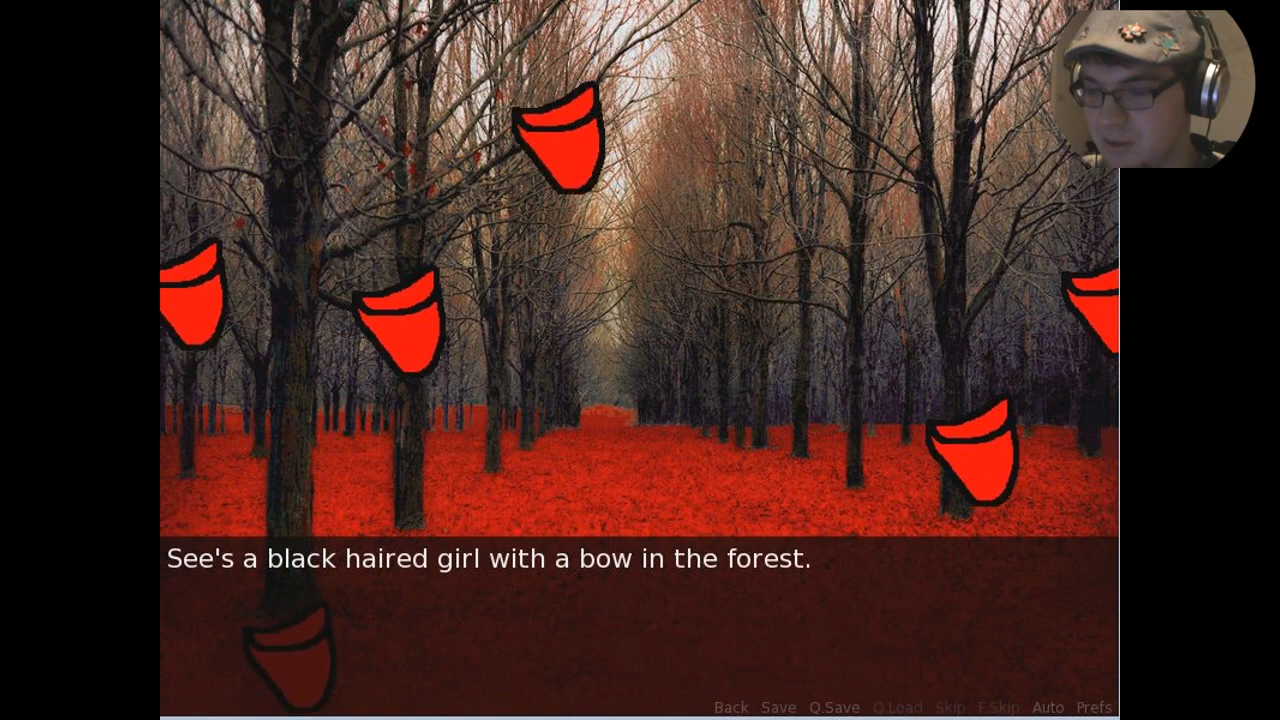 See's a black haired girl with a bow in the forest.
Back Save Q.Save Q.Load Skip F.Skip Auto Prefs